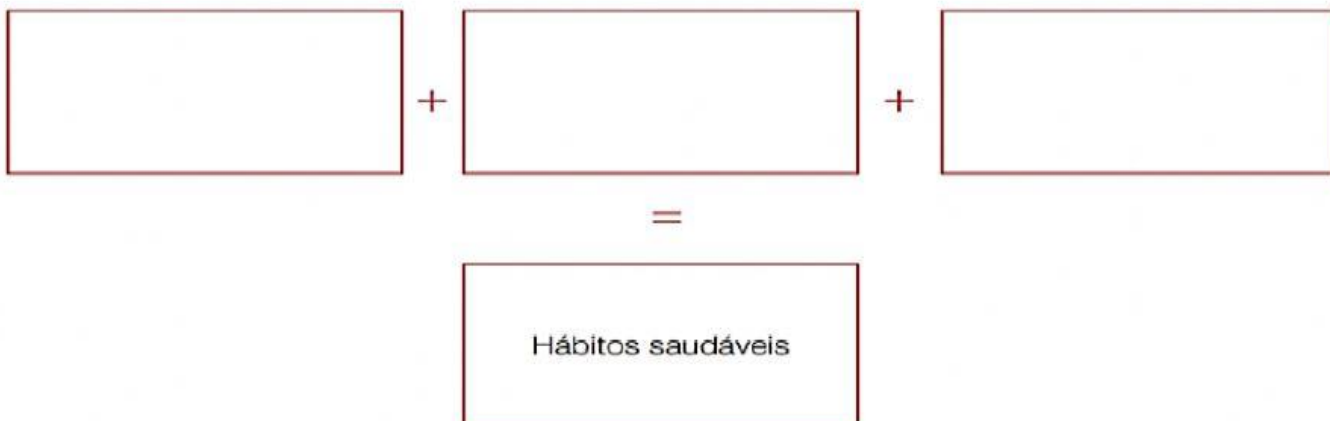 + +
=
Hábitos saudáveis